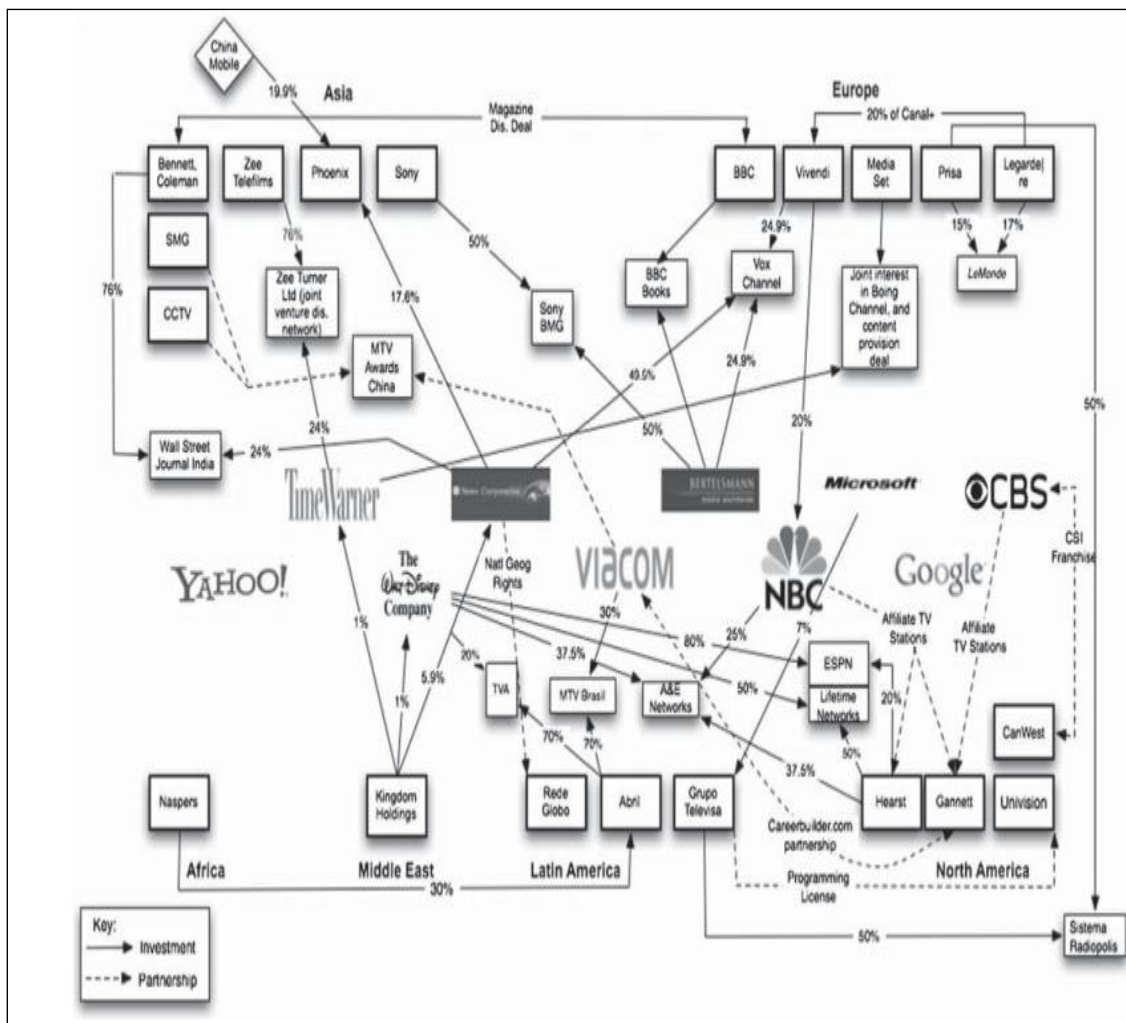 China
Mobile
19.9%
Asia
Europe
Magazine
Dis. Deal
20% of Canal+
Bennett,
Coleman
Zee
Telefilms
Phoenix
Sony
BBC
Vivendi
Media
Set
Prisa
Legarde|
re
SMG
CCTV
76%
76%
17.6%
50%
24.9%
15%
17%
Zee Turner
Ltd (joint
venture dis.
network)
Sony
BMG
BBC
Books
Vox
Channel
Joint interest
in Boing
Channel, and
content
provision
deal
LeMonde
MTV
Awards
China
24.9%
20%
50%
50%
24%
24%
Wall Street
Journal India
TimeWarner
News Corporation
BERTELSMANN
media worldwide
Microsoft
CBS
CSI
Franchise
YAHOO!
The
Walt Disney
Company
Natl Geog
Rights
VIacom
NBC
Google
30%
25%
7%
Affiliate TV
Stations
Affiliate
TV Stations
1%
1%
5.9%
20%
37.5%
80%
50%
20%
TVA
MTV Brasil
A&E
Networks
ESPN
Lifetime
Networks
70%
70%
50%
37.5%
CanWest
Naspers
Kingdom
Holdings
Rede
Globo
Abril
Grupo
Televisa
Hearst
Gannett
Univision
Careerbuilder.com
partnership
Africa
Middle East
Latin America
North America
30%
Programming
License
50%
Sistema
Radiopolis
Key:
Investment
Partnership